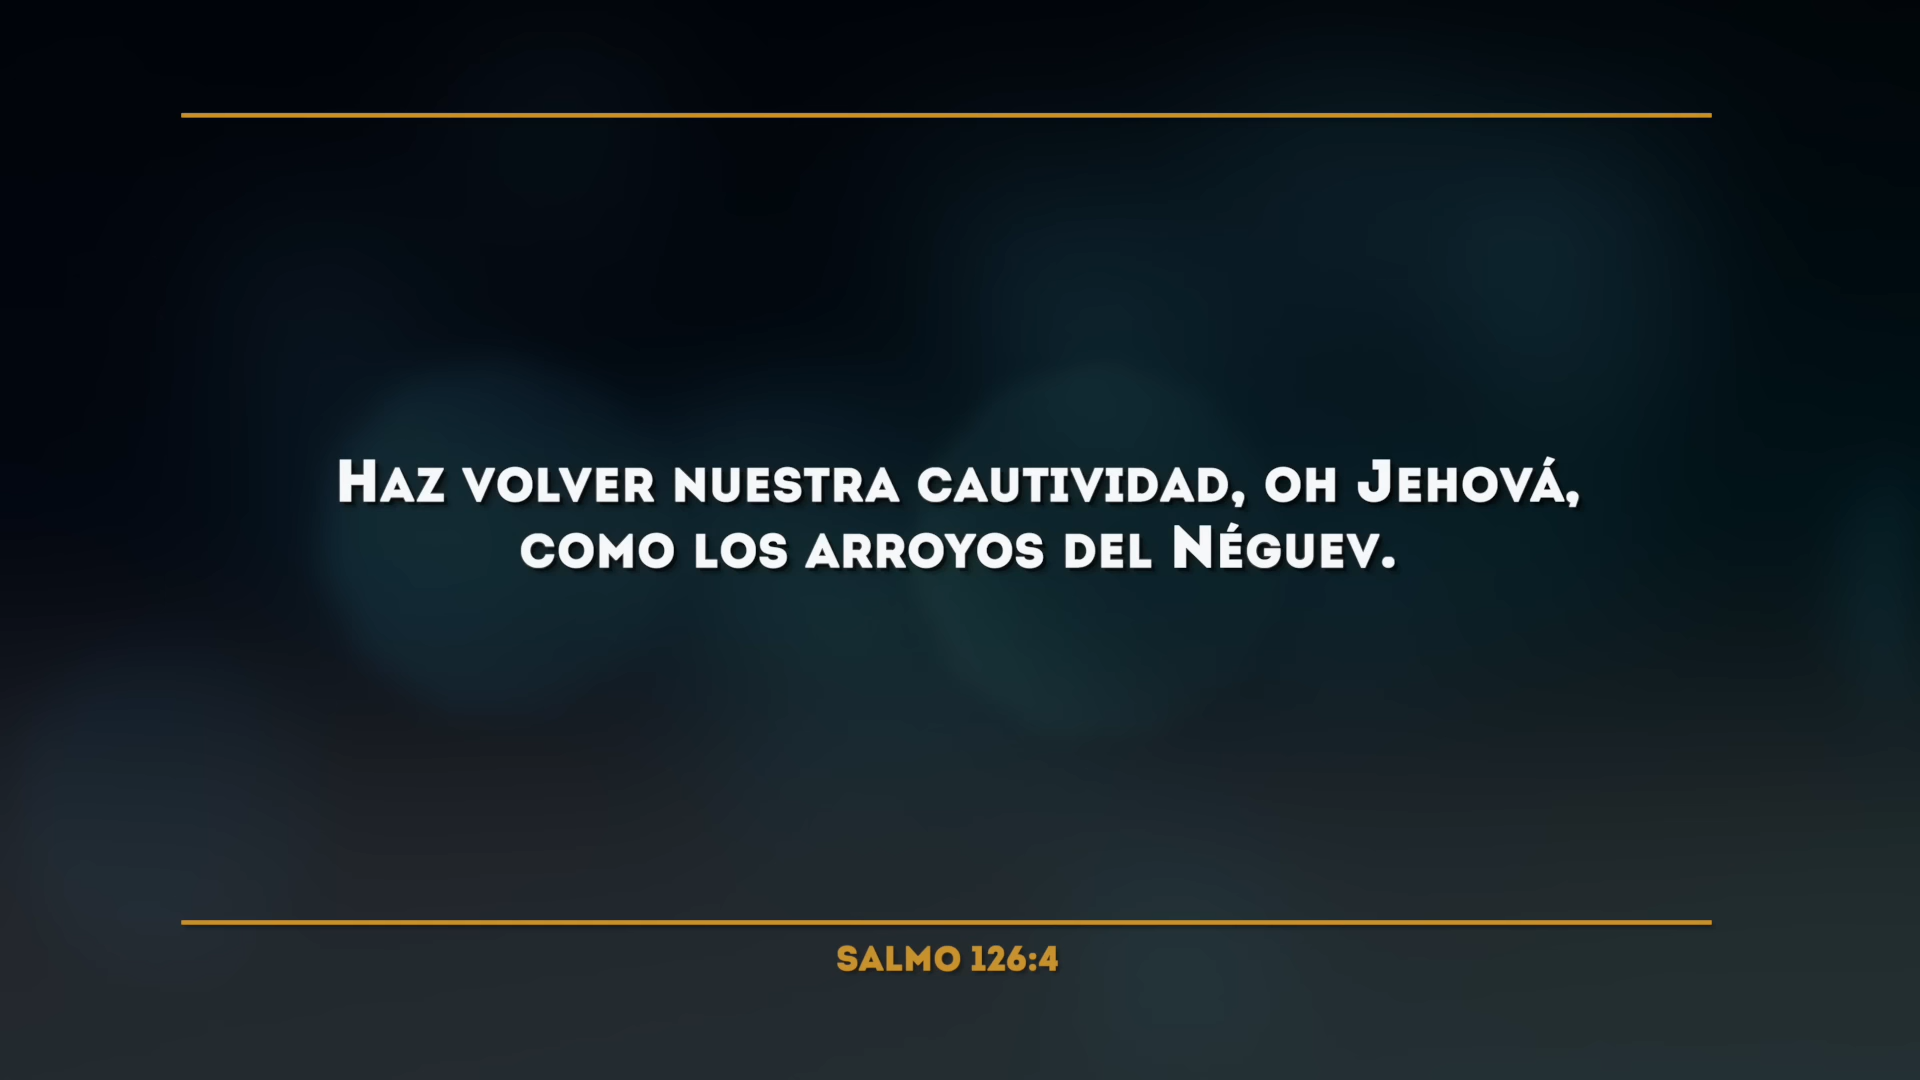 Haz volver nuestra cautividad, oh Jehová,
como los arroyos del Néguev.
SALMO 126:4